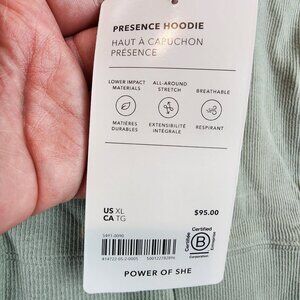 PRESENCE HOODIE
HAUT À CAPUCHON
PRÉSENCE
LOWER IMPACT
MATERIALS
ALL-AROUND
STRETCH
BREATHABLE
MATIÈRES
DURABLES
EXTENSIBILITÉ
INTÉGRALE
RESPIRANT
US XL
CA TG
$95.00
Certified
B
Corporation
POWER OF SHE